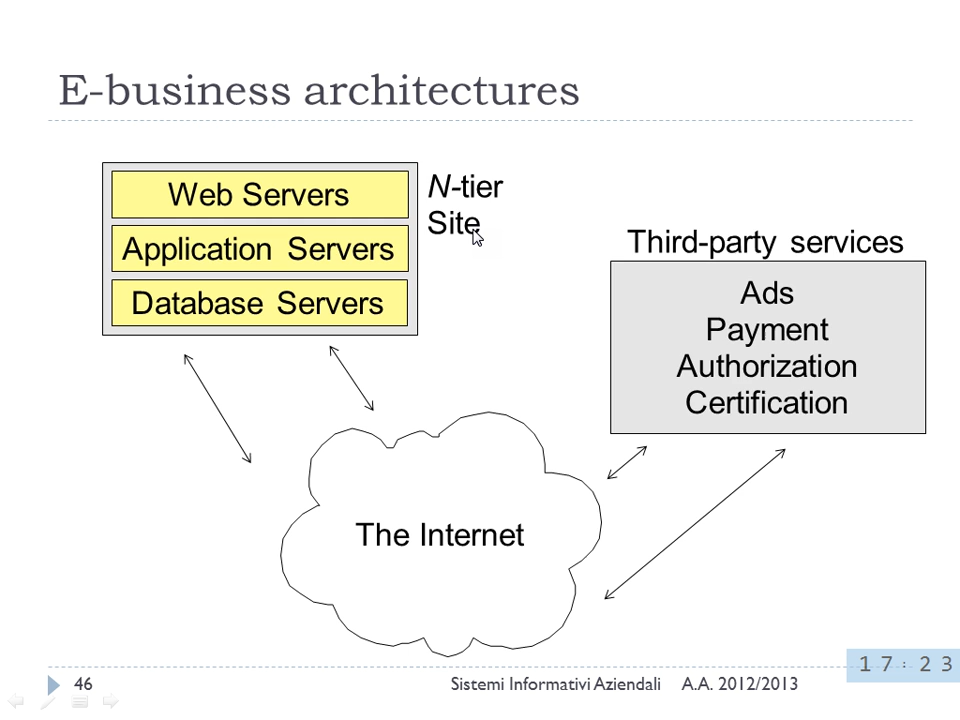 E-business architectures
Web Servers
Application Servers
Database Servers
N-tier
Site
Third-party services
Ads
Payment
Authorization
Certification
The Internet
46
Sistemi Informativi Aziendali A.A. 2012/2013
17:23